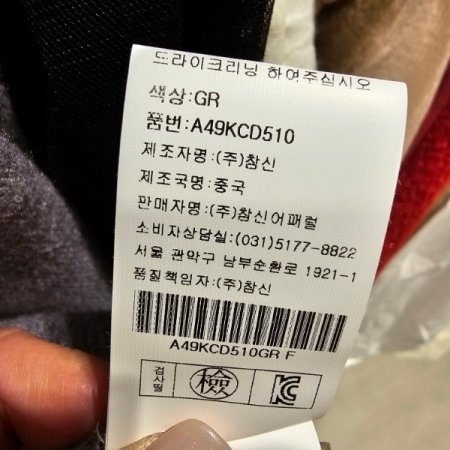 드라이크리닝 하여주십시오
색상:GR
품번:A49KCD510
제조자명:(주)참신
제조국명:중국
판매자명:(주)참신어패럴
소비자상담실:(031)5177-8822
서울 관악구 남부순환로 1921-1
품질책임자:(주)참신
A49KCD510GR F
검사필
檢
KC